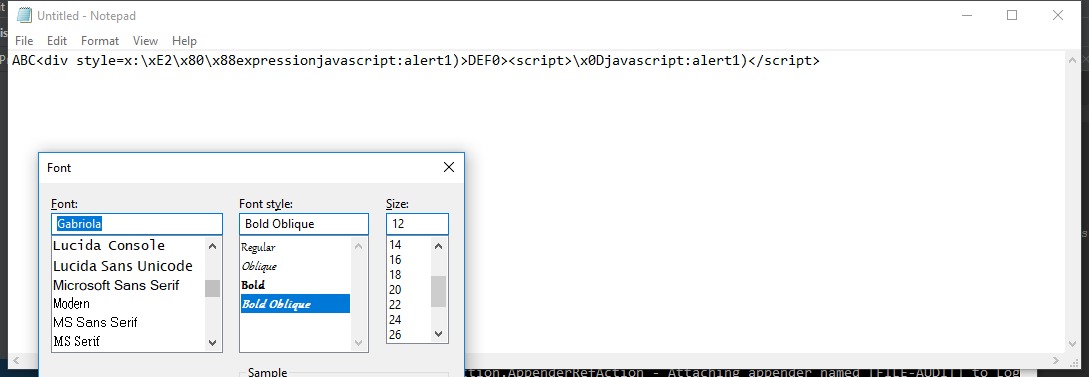 Untitled - Notepad
File Edit Format View Help
ABC<div style=x:\xE2\x80\x88expressionjavascript:alert1)>DEF0><script>\x0Djavascript:alert1)</script>
Font
Font: Font style: Size:
Gabriola Bold Oblique 12
Lucida Console Regular 14
Lucida Sans Unicode Oblique 16
Microsoft Sans Serif Bold 18
Modern Bold Oblique 20
MS Sans Serif 22
MS Serif 24
26
Sample
tion.AppenderRefAction - Attaching appender named [FILE-AUDIT] to Log